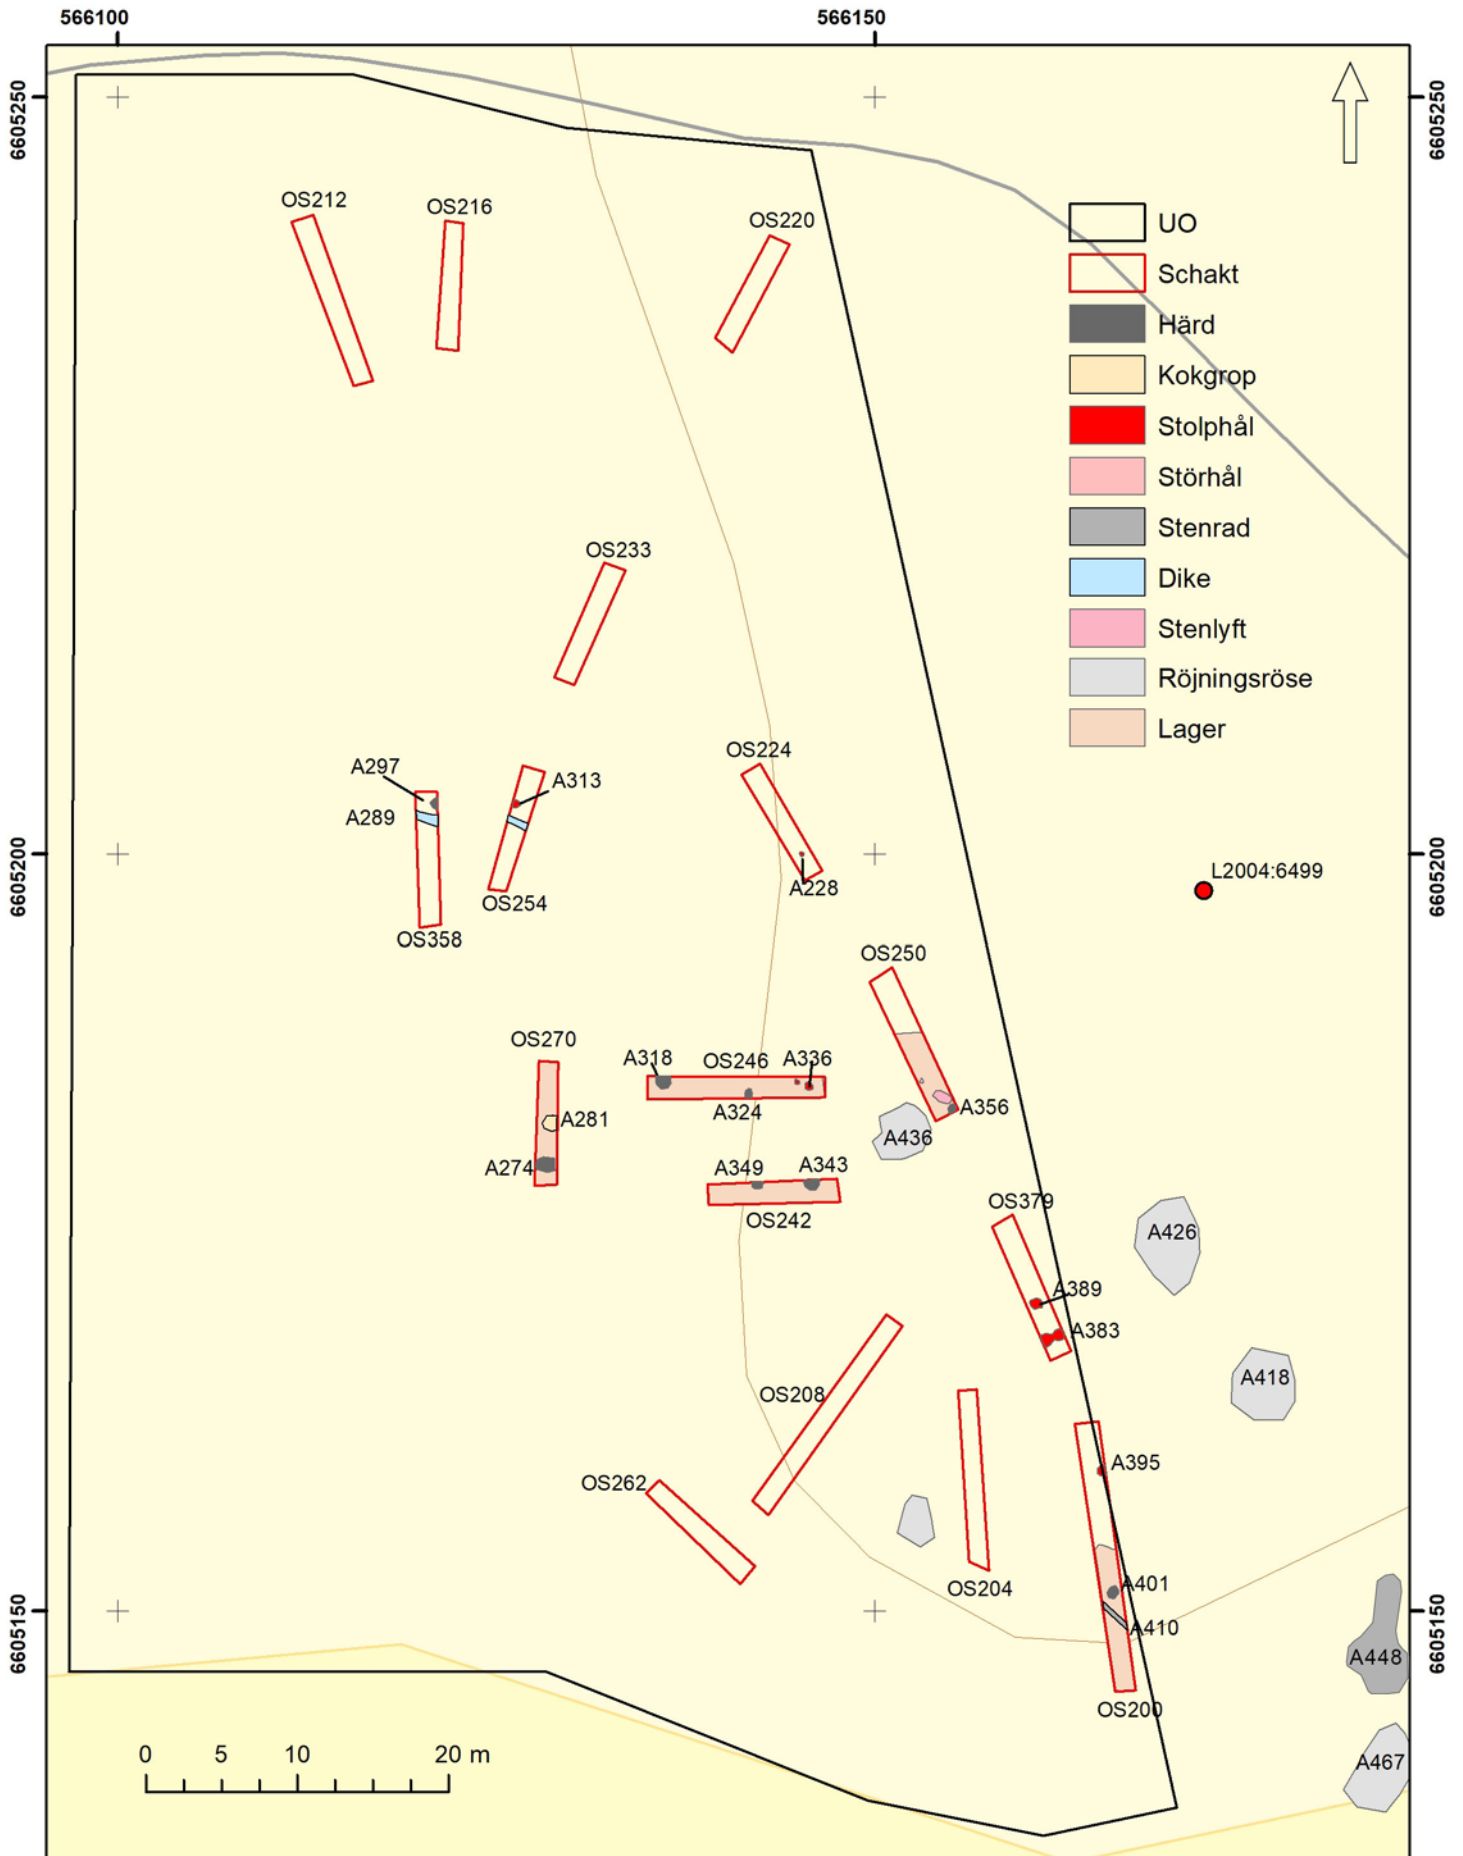 566100
566150
6605250
6605250
OS212
OS216
OS220
UO
Schakt
Härd
Kokgrop
Stolphål
Störhål
Stenrad
Dike
Stenlyft
Röjningsröse
Lager
OS233
OS224
A297
A313
A289
6605200
6605200
L2004:6499
A228
OS254
OS358
OS250
OS270
A318
OS246
A336
A324
A356
A281
A436
A274
A349
A343
OS242
OS379
A426
A389
A383
A418
OS208
A395
OS262
OS204
A401
A410
6605150
6605150
A448
OS200
A467
0 5 10 20 m